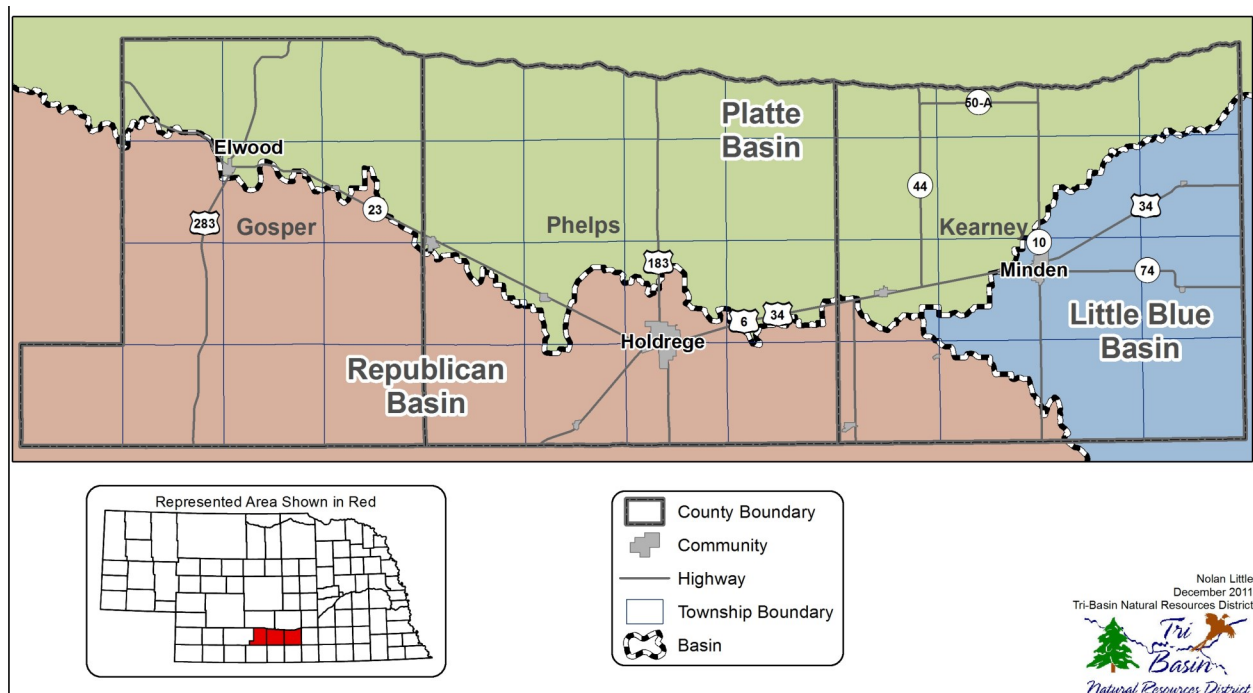 50-A
Platte
Basin
Elwood
44
34
23
283
Gosper
Phelps
Kearney
10
183
Minden
74
6
34
Little Blue
Basin
Holdrege
Republican
Basin
Represented Area Shown in Red
County Boundary
Community
Highway
Township Boundary
Basin
Nolan Little
December 2011
Tri-Basin Natural Resources District
Tri
Basin
Natural Resources District